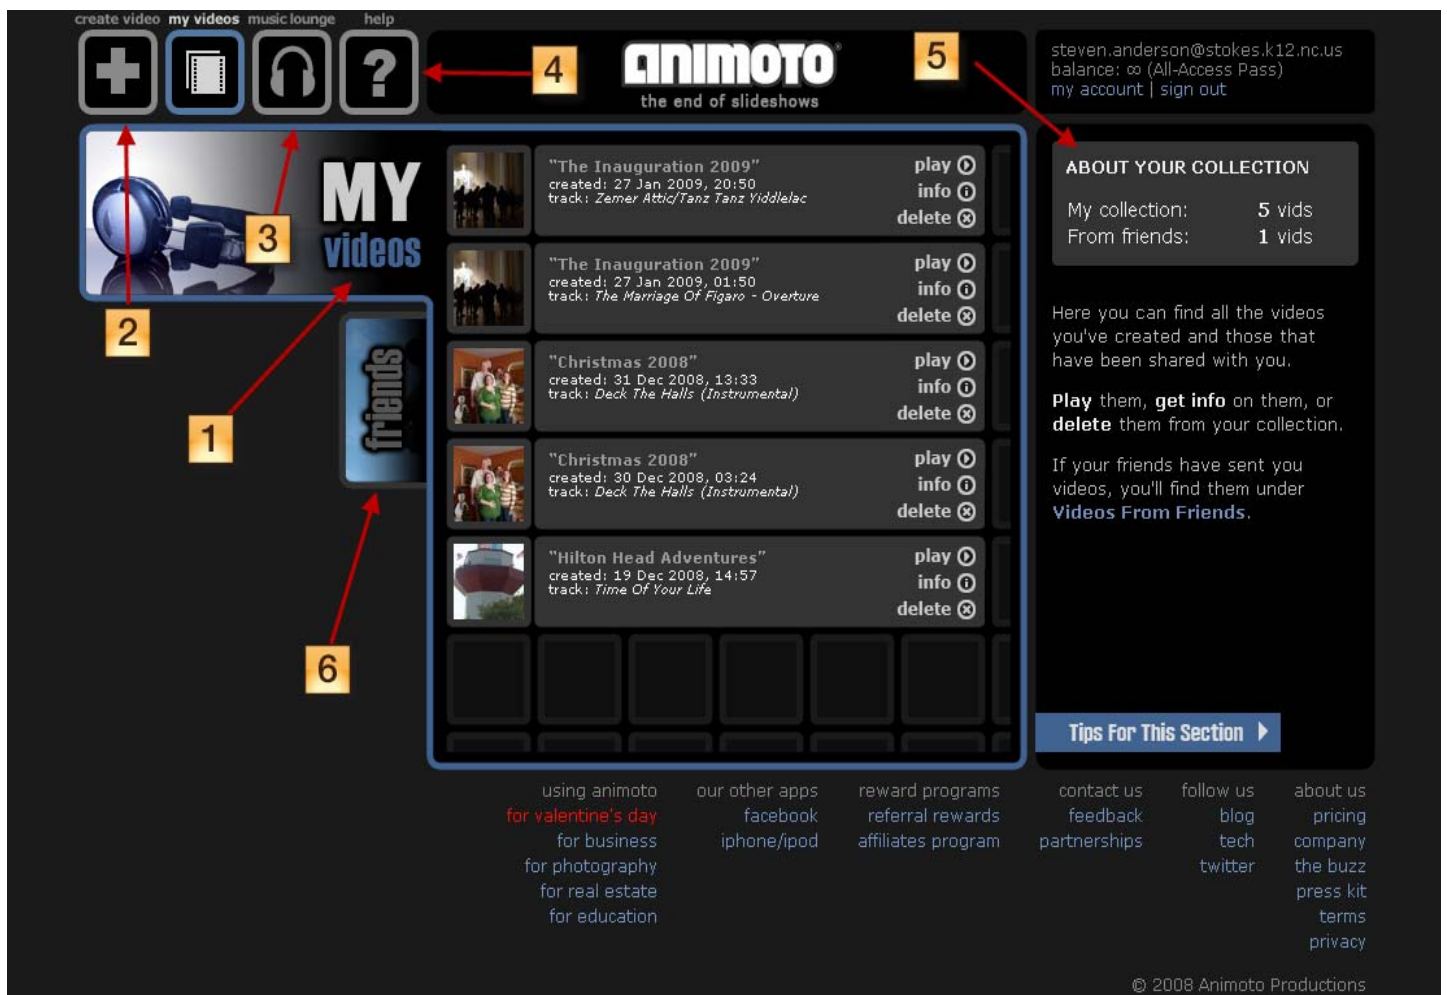 create video my videos music lounge help
ANIMOTO
the end of slideshows
steven.anderson@stokes.k12.nc.us
balance: ∞ (All-Access Pass)
my account | sign out
4
5
MY
videos
3
2
1
6
friends
"The Inauguration 2009"
created: 27 Jan 2009, 20:50
track: Zemer Attic/Tanz Tanz Yiddlelac
play
info
delete
"The Inauguration 2009"
created: 27 Jan 2009, 01:50
track: The Marriage Of Figaro - Overture
play
info
delete
"Christmas 2008"
created: 31 Dec 2008, 13:33
track: Deck The Halls (Instrumental)
play
info
delete
"Christmas 2008"
created: 30 Dec 2008, 03:24
track: Deck The Halls (Instrumental)
play
info
delete
"Hilton Head Adventures"
created: 19 Dec 2008, 14:57
track: Time Of Your Life
play
info
delete
ABOUT YOUR COLLECTION
My collection: 5 vids
From friends: 1 vids
Here you can find all the videos
you've created and those that
have been shared with you.
Play them, get info on them, or
delete them from your collection.
If your friends have sent you
videos, you'll find them under
Videos From Friends.
Tips For This Section
using animoto
for valentine's day
for business
for photography
for real estate
for education
our other apps
facebook
iphone/ipod
reward programs
referral rewards
affiliates program
contact us
feedback
partnerships
follow us
blog
tech
twitter
about us
pricing
company
the buzz
press kit
terms
privacy
© 2008 Animoto Productions